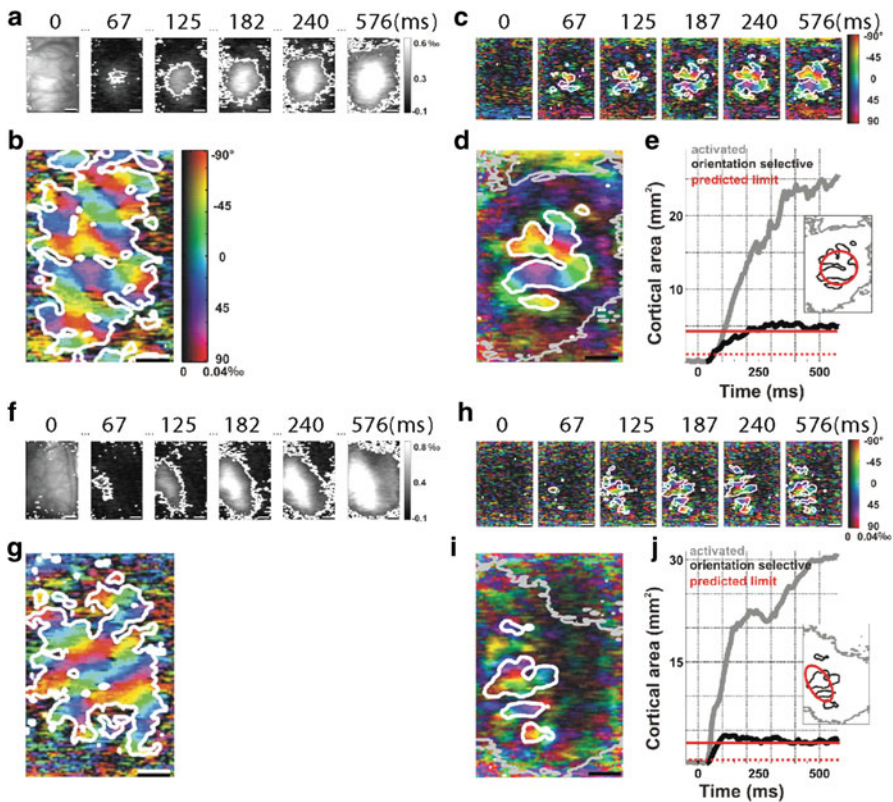 a 0 ... 67 ... 125 ... 182 ... 240 ... 576(ms)
0.6 ‰
0.3
-0.1
c 0 67 125 187 240 576 (ms)
-90°
-45
0
45
90
b
-90°
-45
0
45
90
0 0.04‰
d
e
activated
orientation selective
predicted limit
Cortical area (mm²)
20
10
0 250 500
Time (ms)
f 0 ... 67 ... 125 ... 182 ... 240 ... 576(ms)
0.8 ‰
0.4
-0.1
h 0 67 125 187 240 576 (ms)
-90°
-45
0
45
90
0 0.04‰
g
i
j
activated
orientation selective
predicted limit
Cortical area (mm²)
30
15
0 250 500
Time (ms)